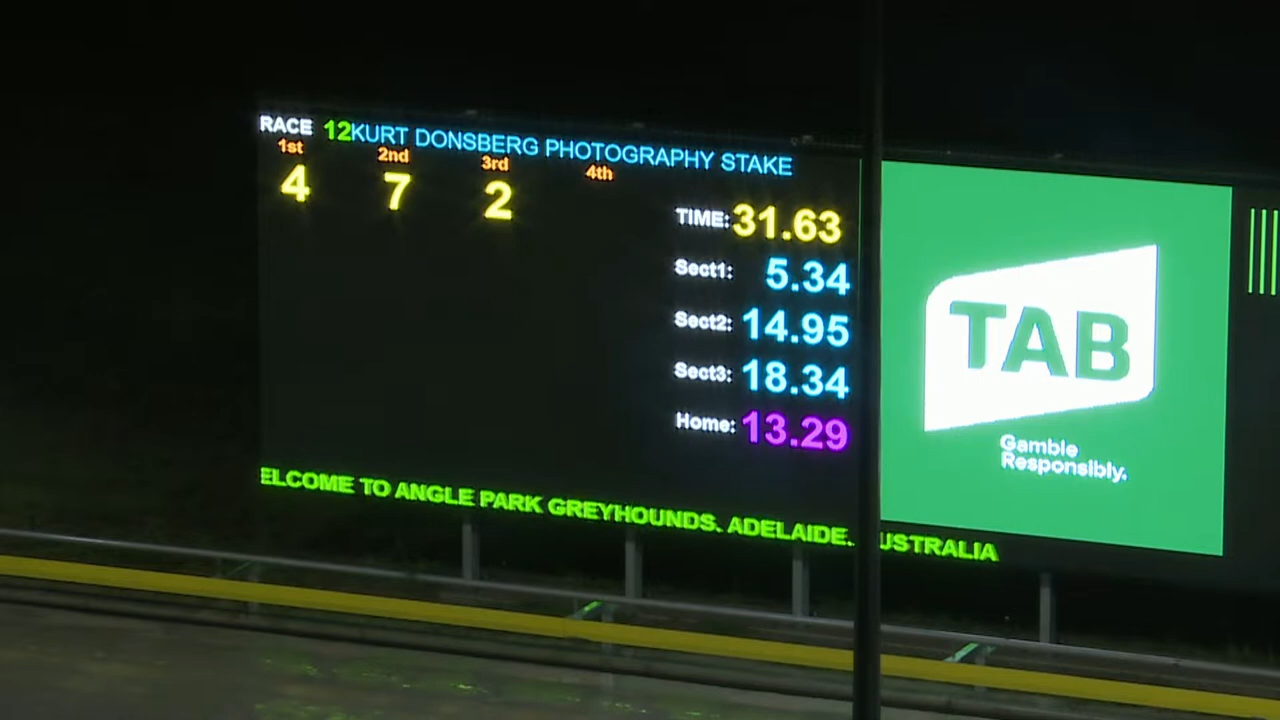 RACE 12KURT DONSBERG PHOTOGRAPHY STAKE
1st 2nd 3rd 4th
4 7 2
TIME: 31.63
Sect1: 5.34
Sect2: 14.95
Sect3: 18.34
Home: 13.29
TAB
Gamble
Responsibly.
ELCOME TO ANGLE PARK GREYHOUNDS. ADELAIDE. USTRALIA